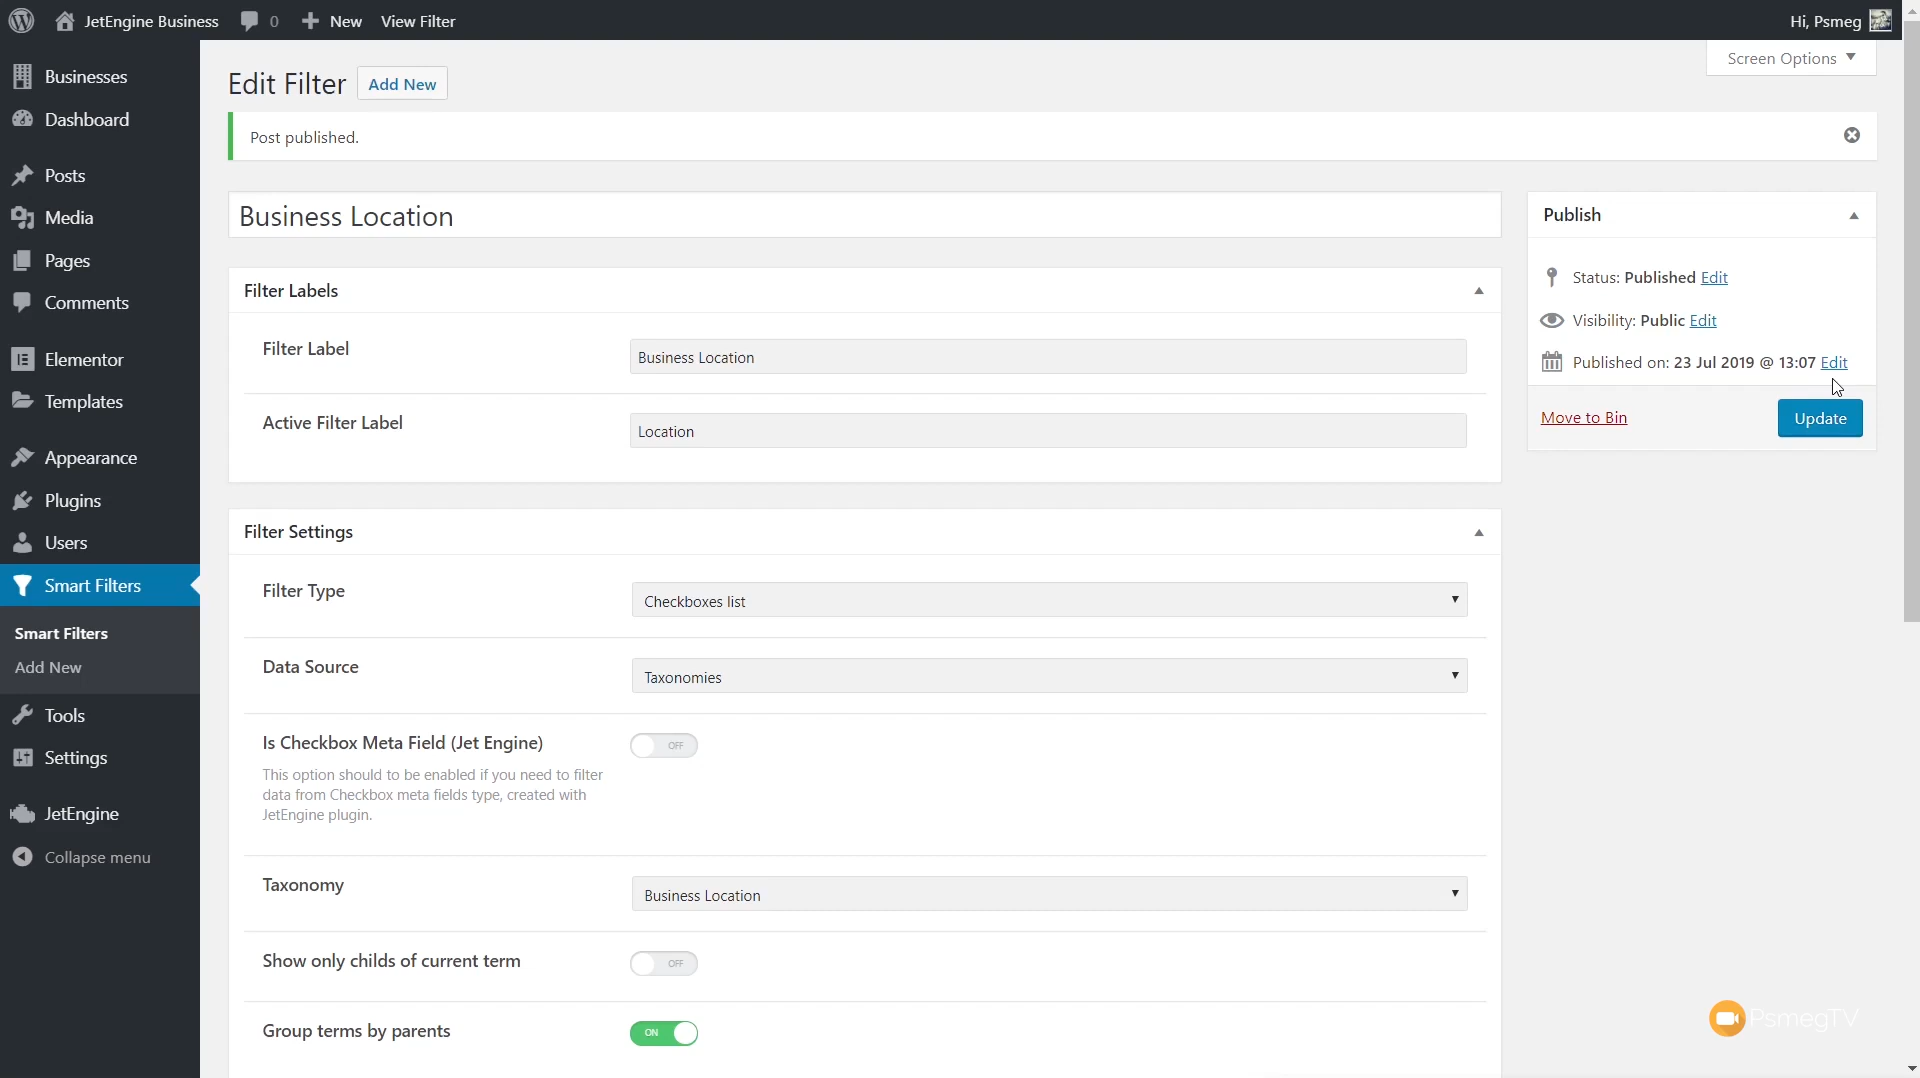 JetEngine Business 0 New View Filter Hi, Psmeg
Screen Options
Businesses
Dashboard
Posts
Media
Pages
Comments
Elementor
Templates
Appearance
Plugins
Users
Smart Filters
Smart Filters
Add New
Tools
Settings
JetEngine
Collapse menu
Edit Filter Add New
Post published.
Business Location
Filter Labels
Filter Label Business Location
Active Filter Label Location
Filter Settings
Filter Type Checkboxes list
Data Source Taxonomies
Is Checkbox Meta Field (Jet Engine) OFF
This option should to be enabled if you need to filter
data from Checkbox meta fields type, created with
JetEngine plugin.
Taxonomy Business Location
Show only childs of current term OFF
Group terms by parents ON
Publish
Status: Published Edit
Visibility: Public Edit
Published on: 23 Jul 2019 @ 13:07 Edit
Move to Bin Update
PsmegTV